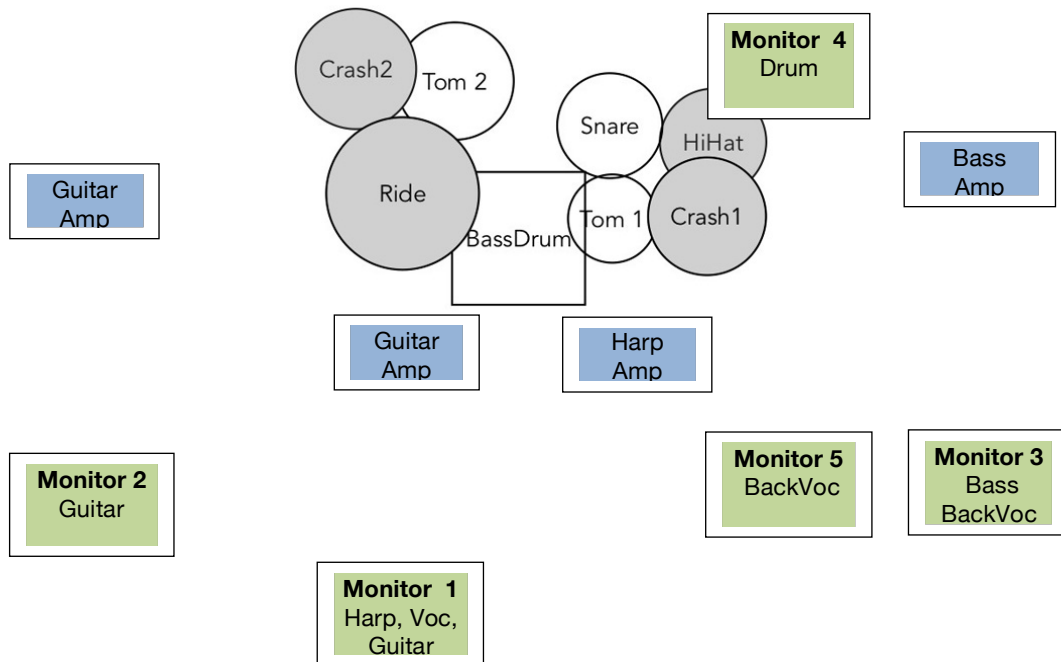 Monitor 4
Drum
Crash2
Tom 2
Snare
HiHat
Bass
Amp
Guitar
Amp
Ride
Tom 1
Crash1
BassDrum
Guitar
Amp
Harp
Amp
Monitor 2
Guitar
Monitor 5
BackVoc
Monitor 3
Bass
BackVoc
Monitor 1
Harp, Voc,
Guitar